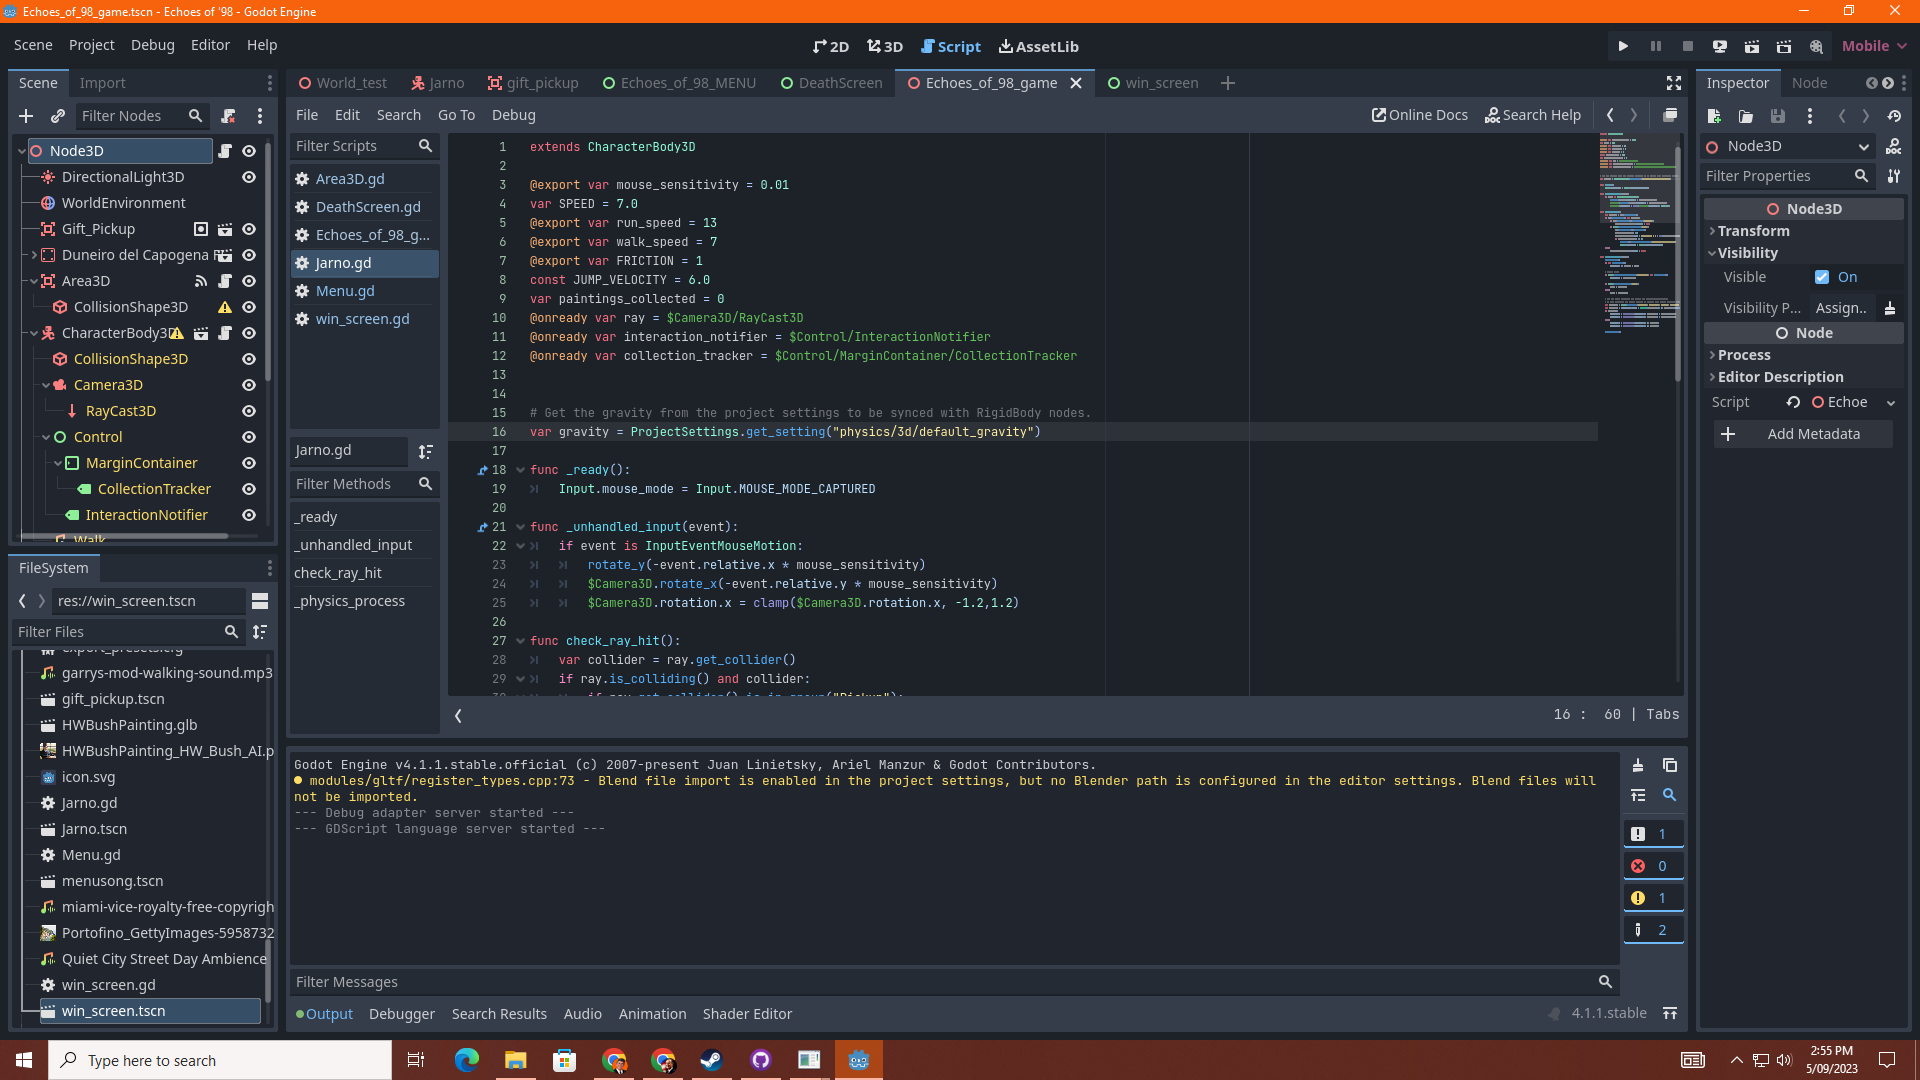 Echoes_of_98_game.tscn - Echoes of '98 - Godot Engine
Scene Project Debug Editor Help
2D 3D Script AssetLib
Mobile
Scene Import
Filter Nodes
Node3D
DirectionalLight3D
WorldEnvironment
Gift_Pickup
Duneiro del Capogena
Area3D
CollisionShape3D
CharacterBody3D
CollisionShape3D
Camera3D
RayCast3D
Control
MarginContainer
CollectionTracker
InteractionNotifier
Walk
FileSystem
res://win_screen.tscn
Filter Files
export_presets.cfg
garrys-mod-walking-sound.mp3
gift_pickup.tscn
HWBushPainting.glb
HWBushPainting_HW_Bush_AI.p
icon.svg
Jarno.gd
Jarno.tscn
Menu.gd
menusong.tscn
miami-vice-royalty-free-copyrigh
Portofino_GettyImages-5958732
Quiet City Street Day Ambience
win_screen.gd
win_screen.tscn
World_test Jarno gift_pickup Echoes_of_98_MENU DeathScreen Echoes_of_98_game win_screen
File Edit Search Go To Debug
Online Docs Search Help
Filter Scripts
Area3D.gd
DeathScreen.gd
Echoes_of_98_g...
Jarno.gd
Menu.gd
win_screen.gd
Jarno.gd
Filter Methods
_ready
_unhandled_input
check_ray_hit
_physics_process
1 extends CharacterBody3D
2
3 @export var mouse_sensitivity = 0.01
4 var SPEED = 7.0
5 @export var run_speed = 13
6 @export var walk_speed = 7
7 @export var FRICTION = 1
8 const JUMP_VELOCITY = 6.0
9 var paintings_collected = 0
10 @onready var ray = $Camera3D/RayCast3D
11 @onready var interaction_notifier = $Control/InteractionNotifier
12 @onready var collection_tracker = $Control/MarginContainer/CollectionTracker
13
14
15 # Get the gravity from the project settings to be synced with RigidBody nodes.
16 var gravity = ProjectSettings.get_setting("physics/3d/default_gravity")
17
18 func _ready():
19 Input.mouse_mode = Input.MOUSE_MODE_CAPTURED
20
21 func _unhandled_input(event):
22 if event is InputEventMouseMotion:
23 rotate_y(-event.relative.x * mouse_sensitivity)
24 $Camera3D.rotate_x(-event.relative.y * mouse_sensitivity)
25 $Camera3D.rotation.x = clamp($Camera3D.rotation.x, -1.2,1.2)
26
27 func check_ray_hit():
28 var collider = ray.get_collider()
29 if ray.is_colliding() and collider:
30 if ray.get_collider().is_in_group("Pickup"):
16 : 60 | Tabs
Godot Engine v4.1.1.stable.official (c) 2007-present Juan Linietsky, Ariel Manzur & Godot Contributors.
modules/gltf/register_types.cpp:73 - Blend file import is enabled in the project settings, but no Blender path is configured in the editor settings. Blend files will
not be imported.
--- Debug adapter server started ---
--- GDScript language server started ---
1
0
1
2
Filter Messages
Output Debugger Search Results Audio Animation Shader Editor
4.1.1.stable
Inspector Node
Node3D
Filter Properties
Node3D
Transform
Visibility
Visible On
Visibility P... Assign..
Node
Process
Editor Description
Script Echoe
Add Metadata
Type here to search
2:55 PM
5/09/2023